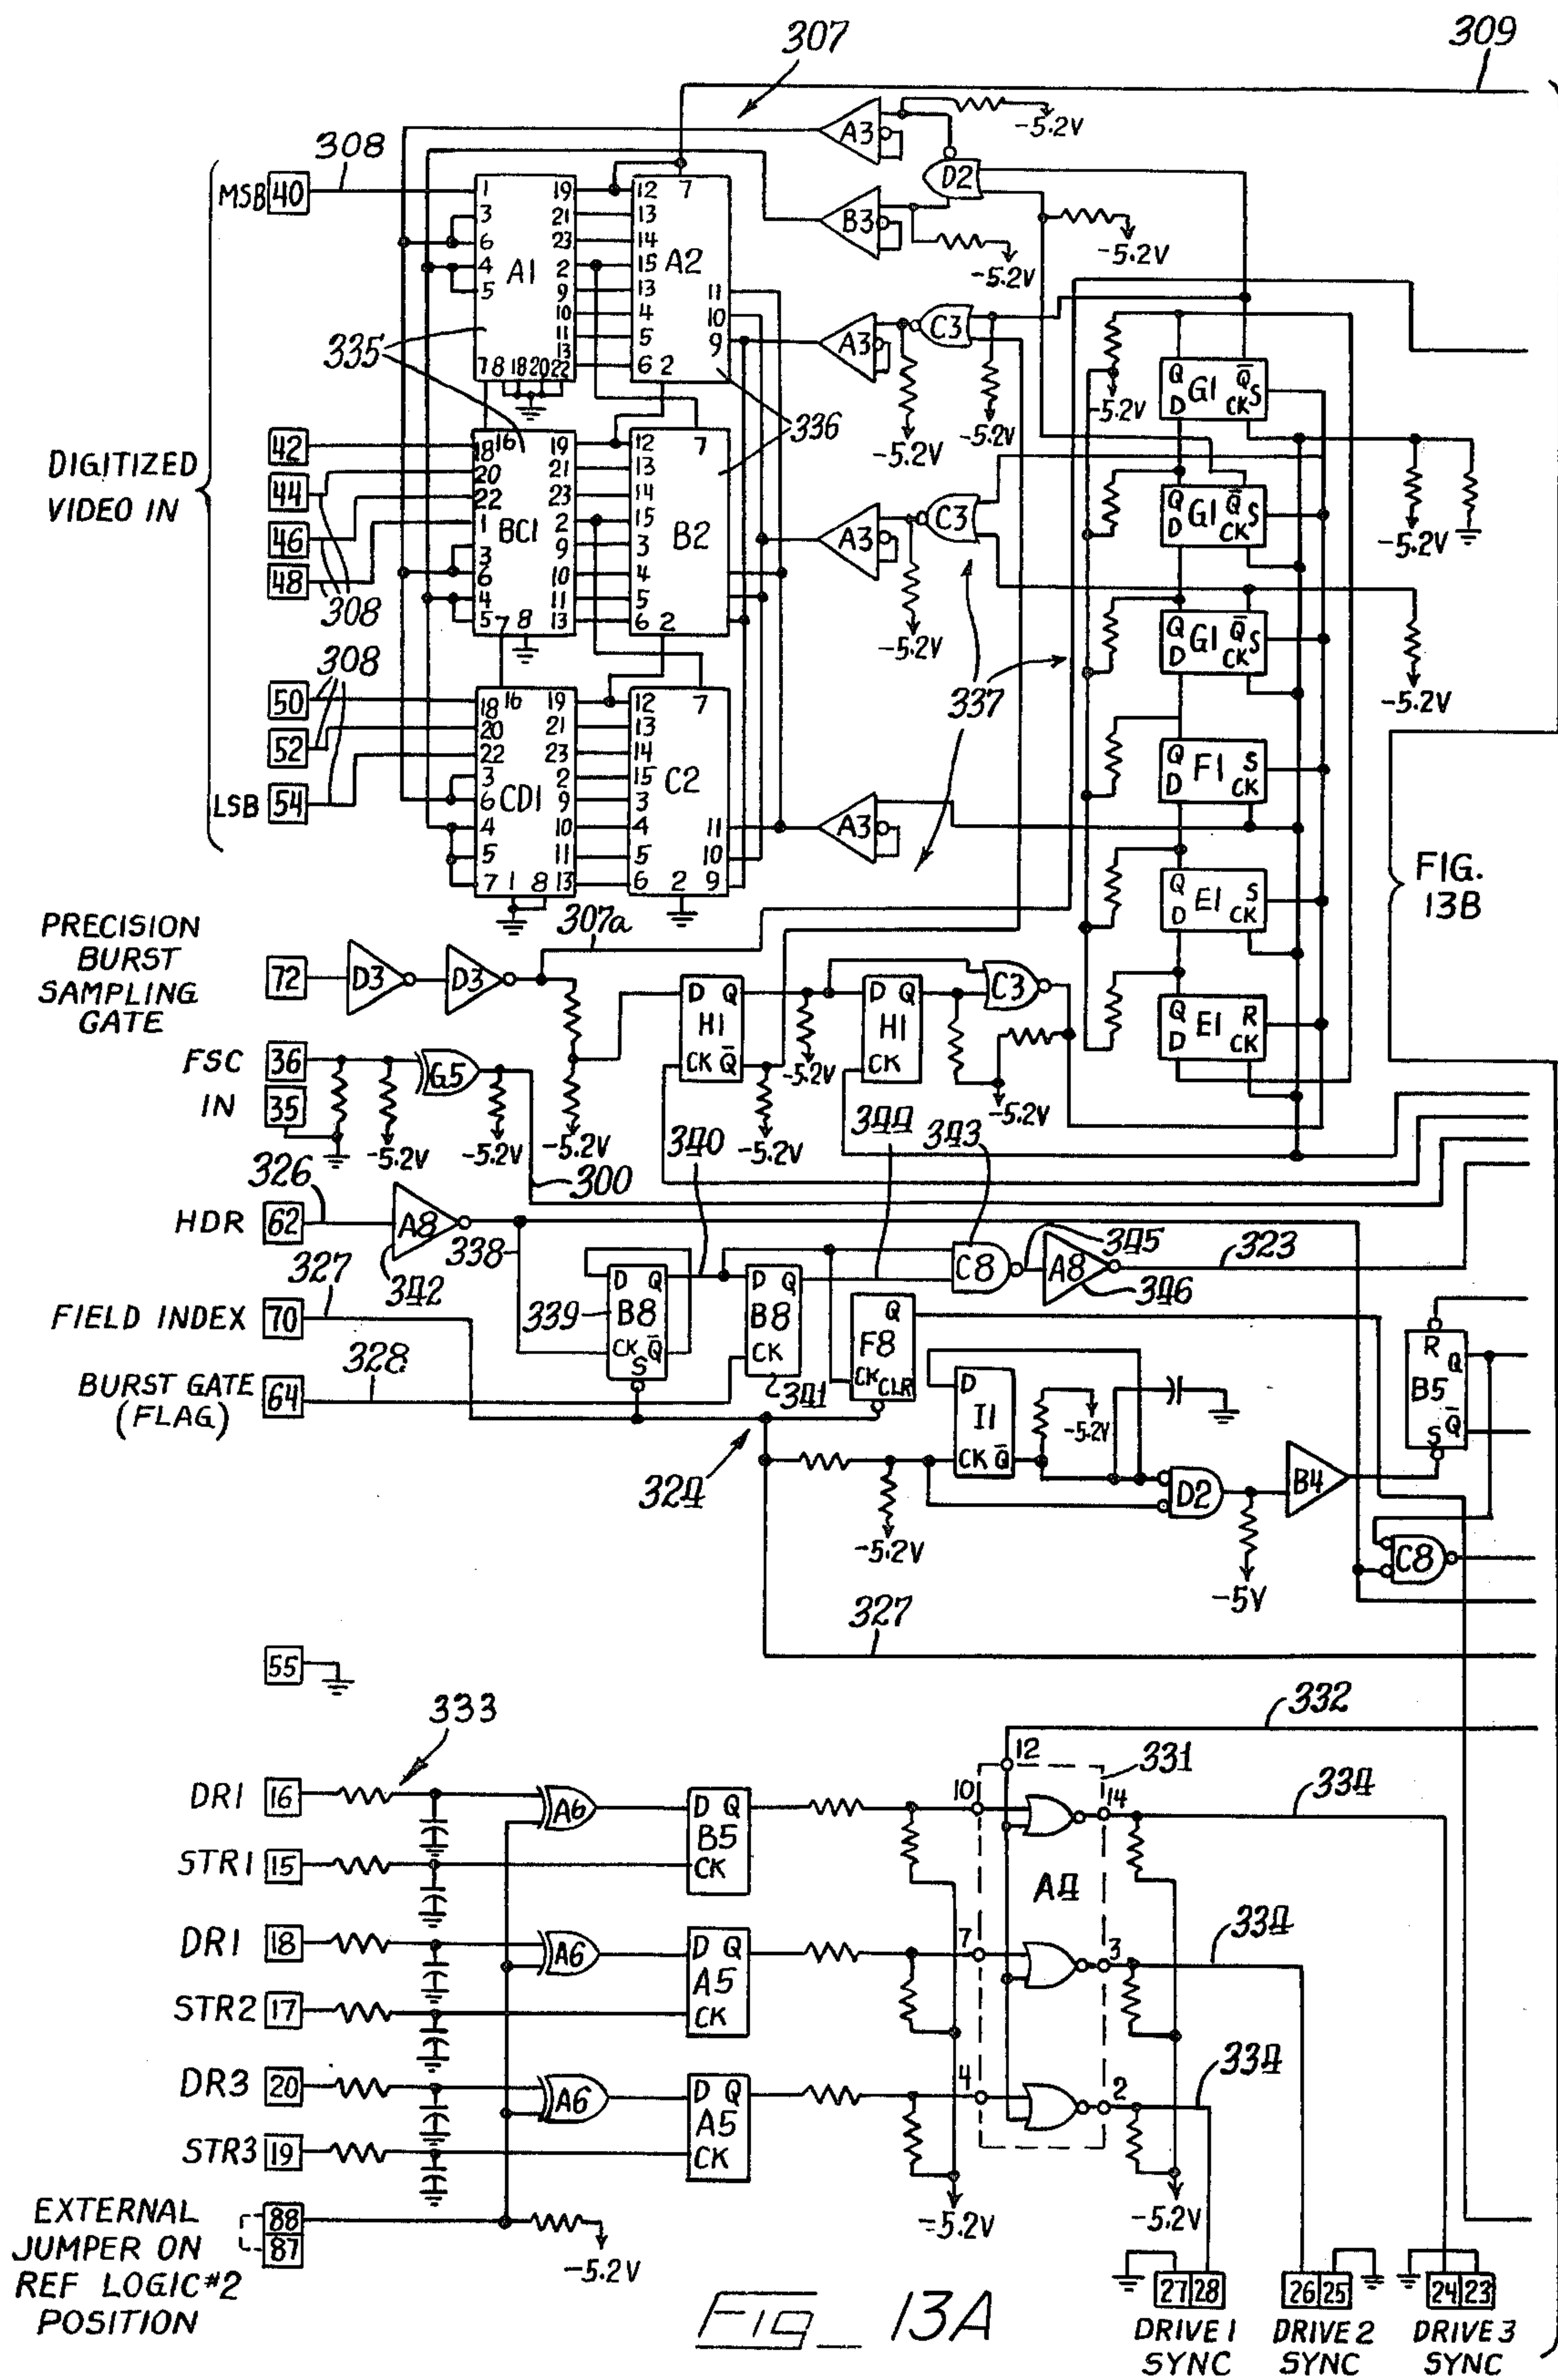 307
309
308
MSB 40
A3
-5.2V
D2
B3
-5.2V
-5.2V
1 19 12 7
3 21 13
6 23 14
4 2 15
5 9 13
A1
A2
10 4 11
11 5 10
13 9
7 8 18 20 22 6 2
335
336
A3
C3
-5.2V
-5.2V
-5.2V
Q Q̅ S
G1
D CK
DIGITIZED
VIDEO IN
42
44
46
48
308
18 16 19 12 7
20 21 13
22 23 14
1 2 15
BC1
B2
3 9 3
6 10 4
4 11 5
5 7 8 13 6 2
A3
C3
-5.2V
Q Q̅ S
G1
D CK
-5.2V
Q Q̅ S
G1
D CK
-5.2V
337
308
50
52
LSB 54
18 16 19 12 7
20 21 13
22 23 14
3 2 15
6 CD1 9 3 C2
4 10 4 11
5 11 5 10
7 1 8 13 6 2 9
A3
Q S
F1
D CK
Q S
E1
D CK
Q R
E1
D CK
FIG.
13B
307a
PRECISION
BURST
SAMPLING
GATE
72
D3
D3
D Q
H1
CK Q̅
D Q
H1
CK
C3
-5.2V
-5.2V
-5.2V
FSC 36
IN 35
G5
-5.2V
-5.2V
-5.2V
300
340
344
343
326
HDR 62
A8
342
338
327
FIELD INDEX 70
328
BURST GATE 64
(FLAG)
339
D Q
B8
CK Q̅
S
D Q
B8
CK
341
C8
345
A8
346
323
Q
F8
CK CLR
D
I1
CK Q̅
-5.2V
324
-5.2V
D2
-5V
B4
R Q
B5
S Q̅
C8
327
55
333
332
331
334
DR1 16
A6
D Q
B5
CK
STR1 15
10
12
14
A4
DR1 18
A6
D Q
A5
CK
STR2 17
7
3
334
DR3 20
A6
D Q
A5
CK
STR3 19
4
2
334
-5.2V
-5.2V
EXTERNAL
JUMPER ON
REF LOGIC #2
POSITION
88
87
-5.2V
27 28
DRIVE 1
SYNC
26 25
DRIVE 2
SYNC
24 23
DRIVE 3
SYNC
FIG_ 13A